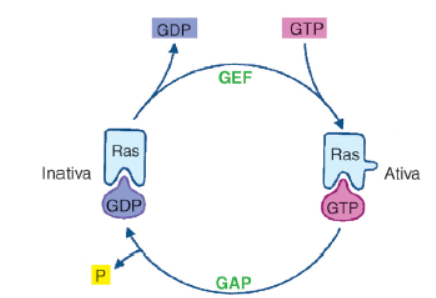 GDP
GTP
GEF
Ras
Ras
Inativa
Ativa
GDP
GTP
P
GAP